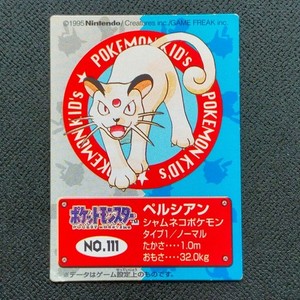 ©1995 Nintendo/Creatures inc./GAME FREAK inc.
POKEMON KID's
POKEMON KID's
POKEMON KID's
ポケットモンスター
POCKET MONSTERS
NO.111
ペルシアン
シャムネコポケモン
タイプ1/ノーマル
たかさ‥‥1.0m
おもさ‥‥32.0kg
※データはゲーム設定上のものです。